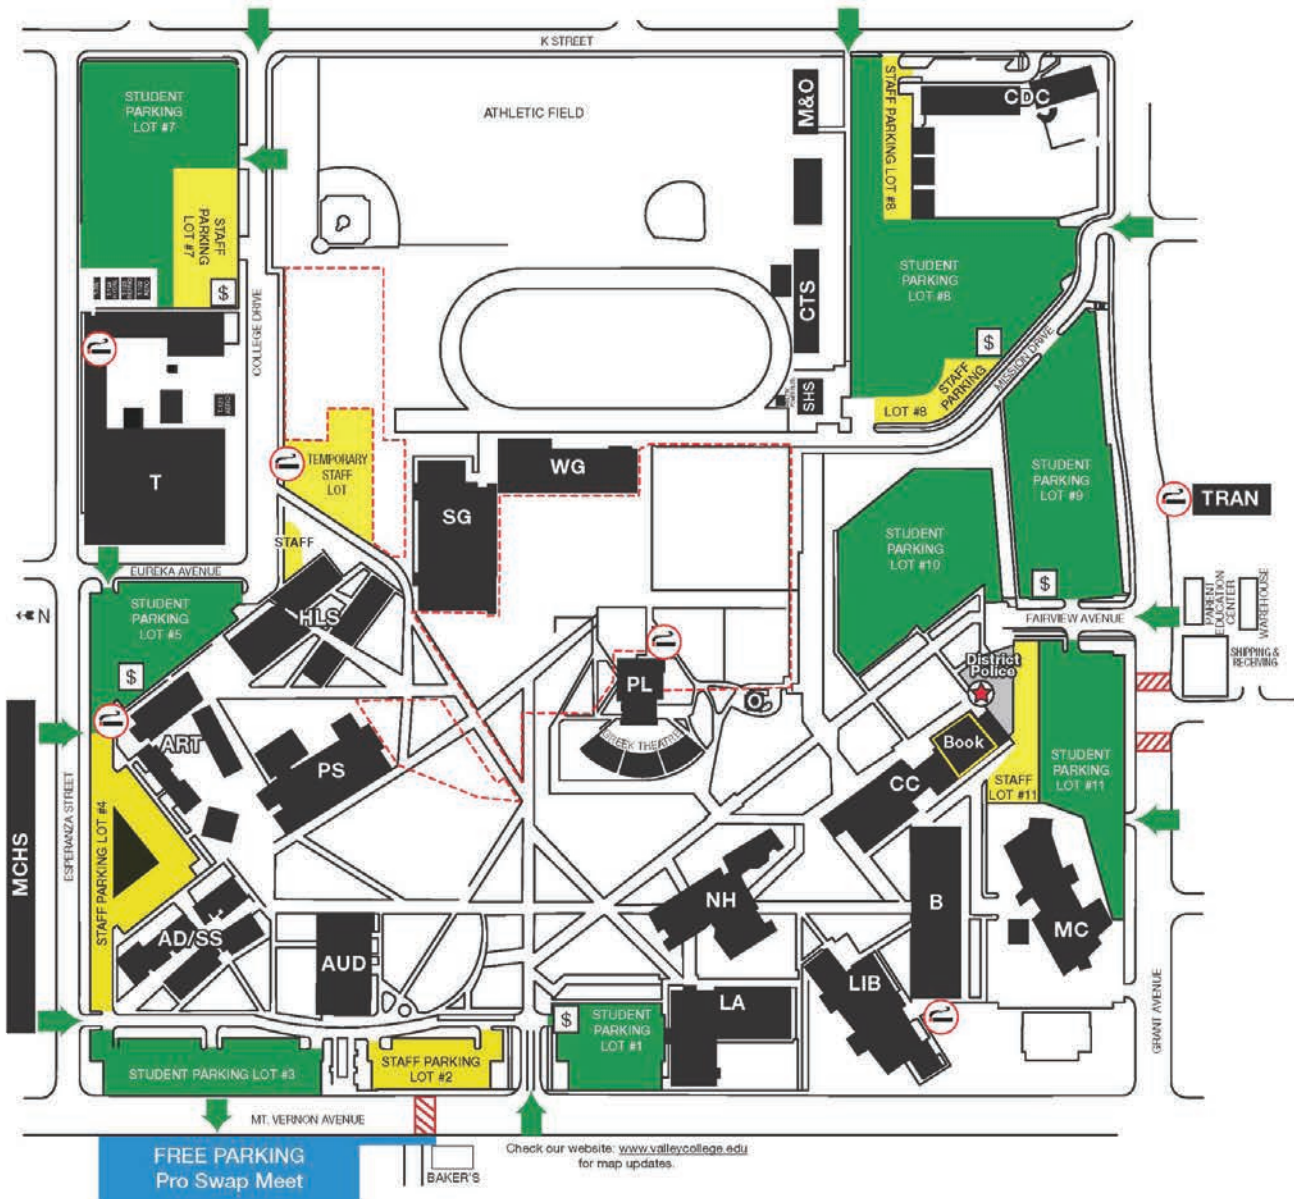 K STREET
STUDENT
PARKING
LOT #7
ATHLETIC FIELD
M&O
STAFF PARKING LOT #8
CDC
STAFF
PARKING
LOT #7
$
COLLEGE DRIVE
CTS
STUDENT
PARKING
LOT #8
$
MISSION DRIVE
STAFF
PARKING
LOT #8
SHS
T
TEMPORARY
STAFF
LOT
STAFF
SG
WG
STUDENT
PARKING
LOT #9
STUDENT
PARKING
LOT #10
$
TRAN
EUREKA AVENUE
FAIRVIEW AVENUE
PARENT
EDUCATION
CENTER
WAREHOUSE
SHIPPING &
RECEIVING
N
STUDENT
PARKING
LOT #5
$
HLS
PL
GREEK THEATRE
O
District
Police
Book
CC
STAFF
LOT #11
STUDENT
PARKING
LOT #11
ART
PS
MCHS
ESPERANZA STREET
STAFF PARKING LOT #4
AD/SS
AUD
NH
B
MC
LIB
LA
$
STUDENT
PARKING
LOT #1
GRANT AVENUE
STUDENT PARKING LOT #3
STAFF PARKING
LOT #2
MT. VERNON AVENUE
FREE PARKING
Pro Swap Meet
BAKER'S
Check our website: www.valleycollege.edu
for map updates.